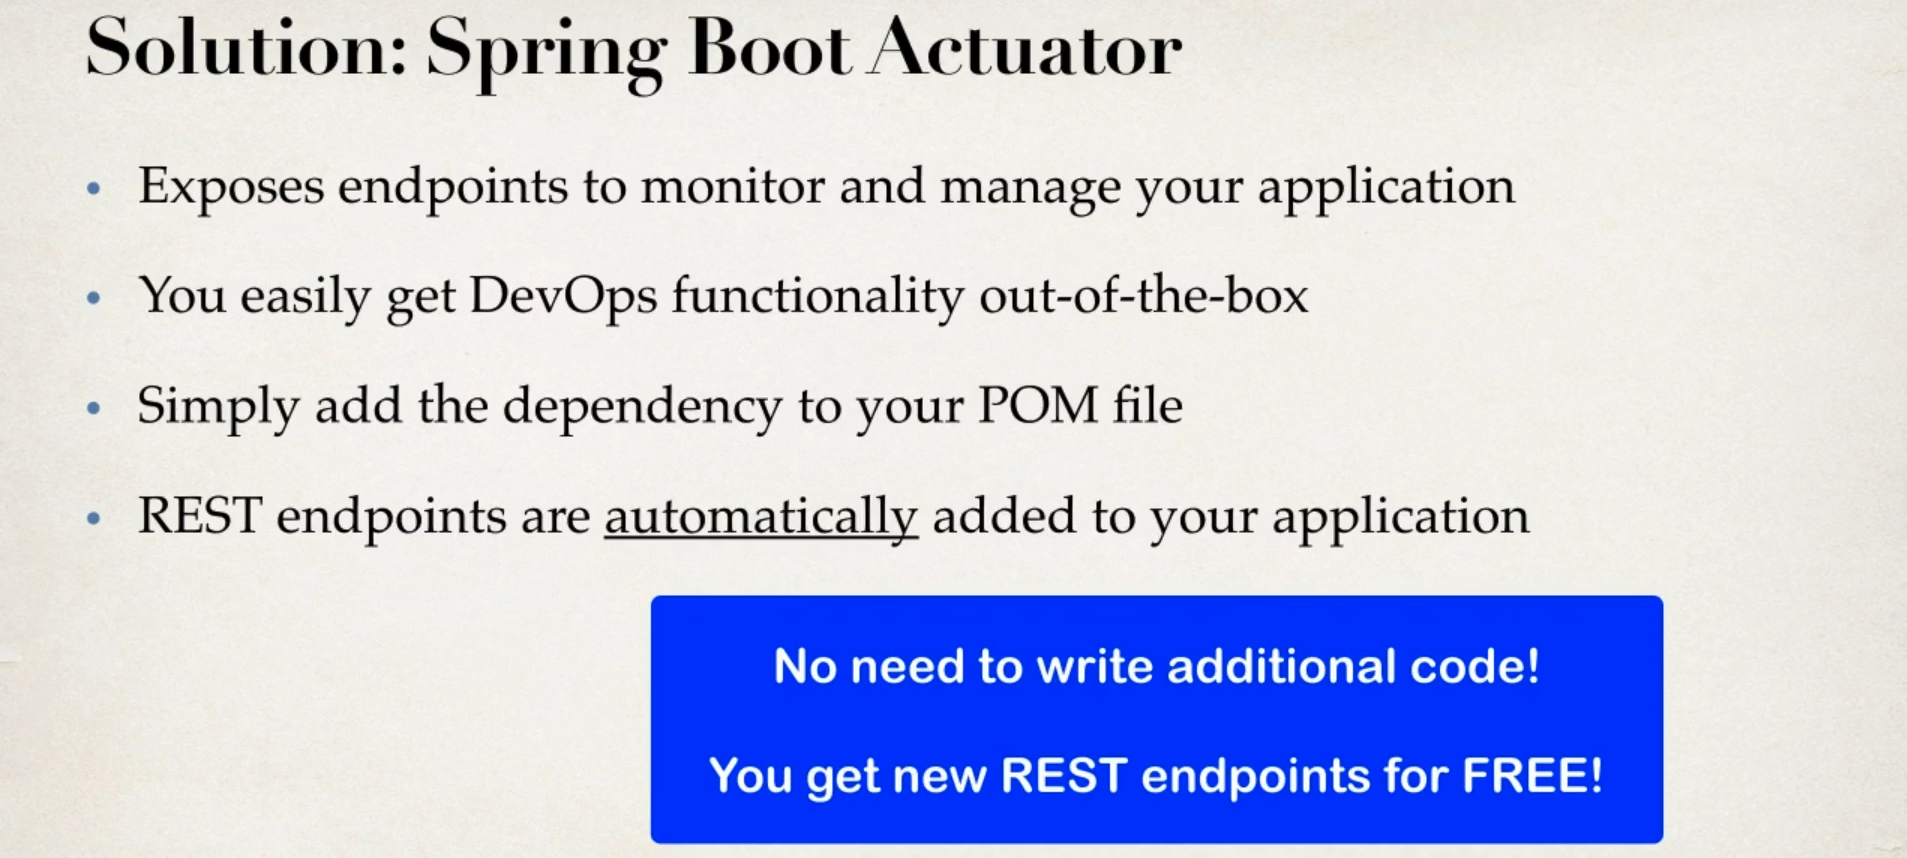 Solution: Spring Boot Actuator
Exposes endpoints to monitor and manage your application
You easily get DevOps functionality out-of-the-box
Simply add the dependency to your POM file
REST endpoints are automatically added to your application
No need to write additional code!
You get new REST endpoints for FREE!